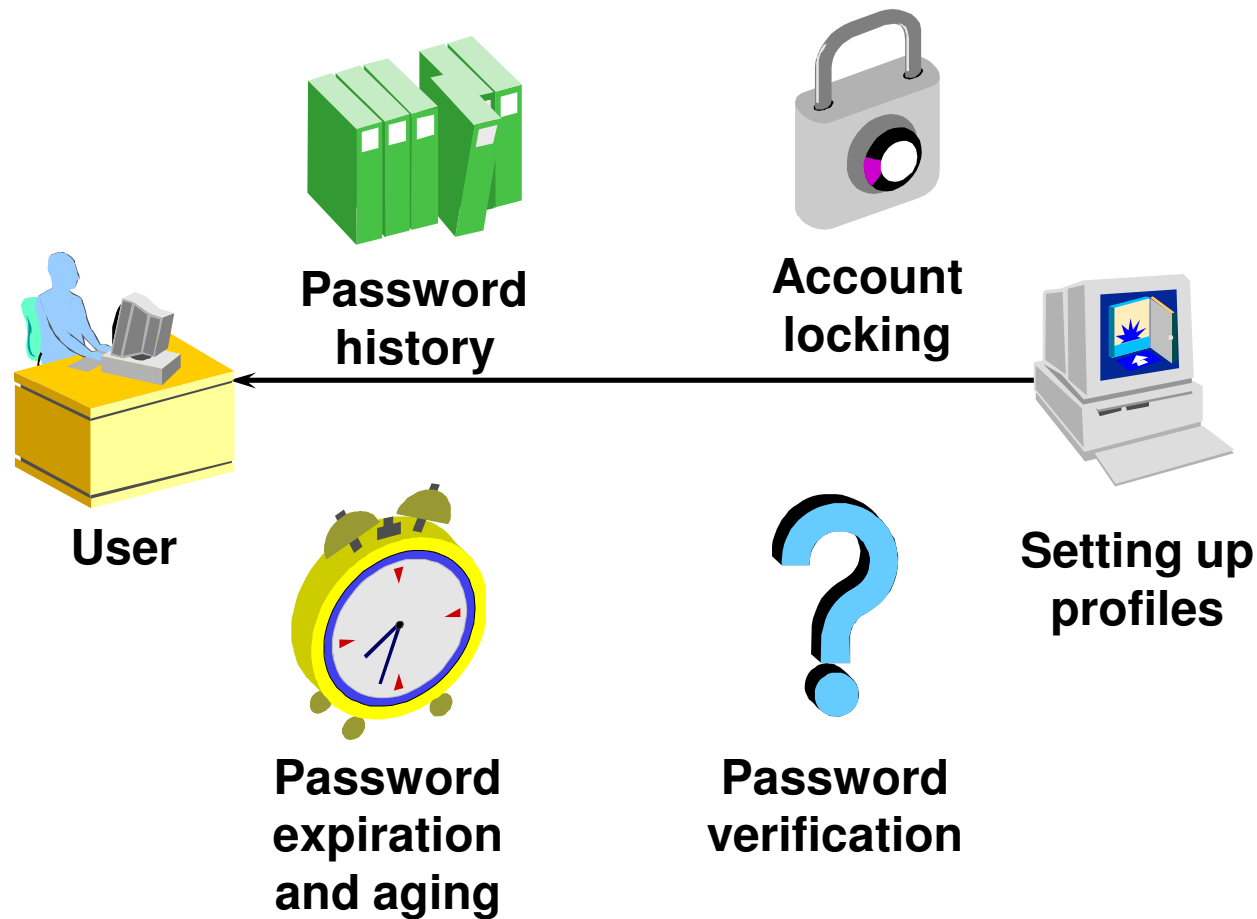 Password
history
Account
locking
User
Setting up
profiles
Password
expiration
and aging
Password
verification